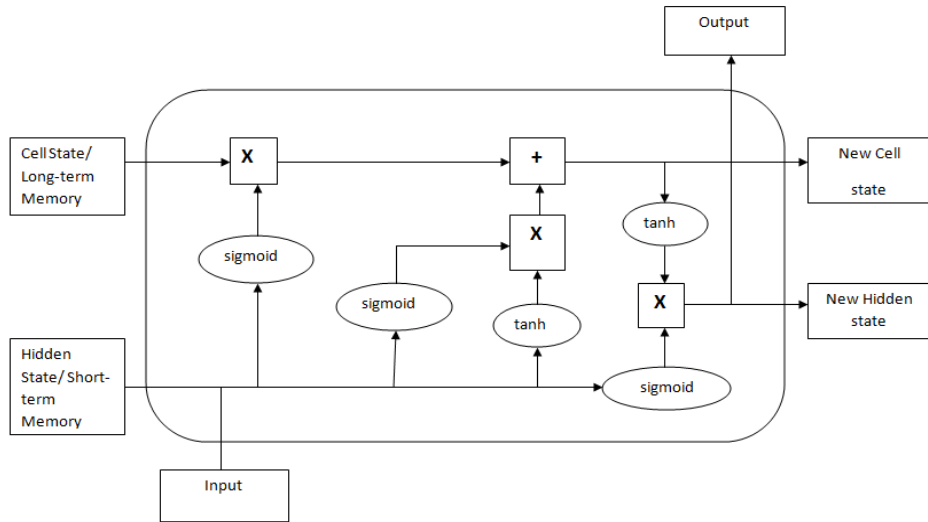 Output
Cell State/
Long-term
Memory
X
+
New Cell
state
sigmoid
X
tanh
sigmoid
tanh
X
New Hidden
state
Hidden
State/ Short-
term
Memory
sigmoid
Input